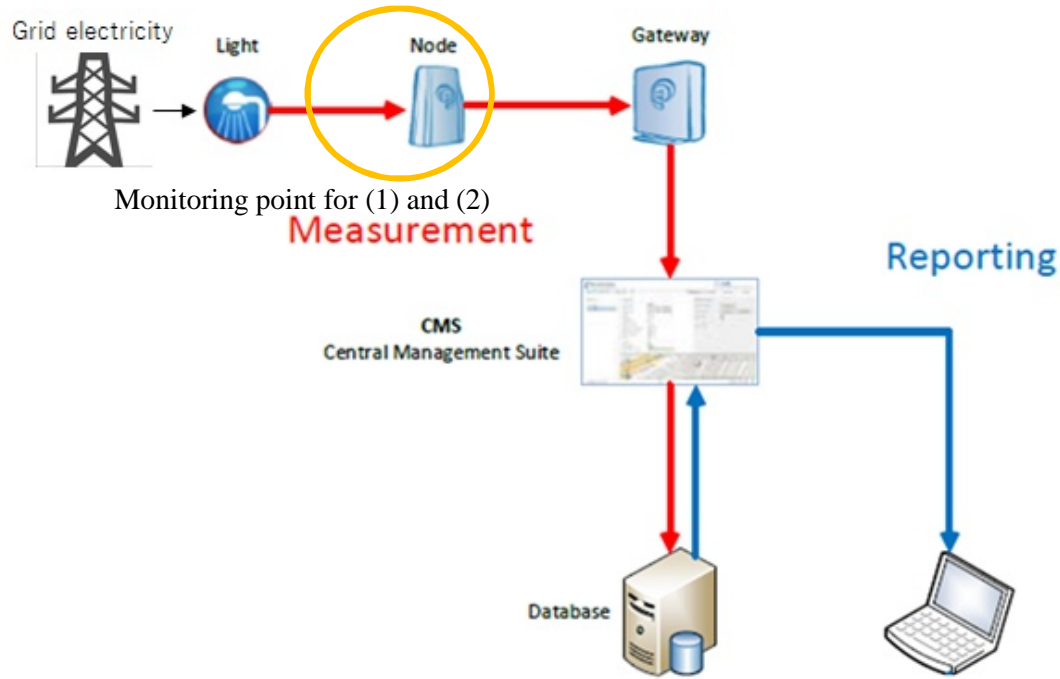 Grid electricity
Light
Node
Gateway
Monitoring point for (1) and (2)
Measurement
Reporting
CMS
Central Management Suite
Database